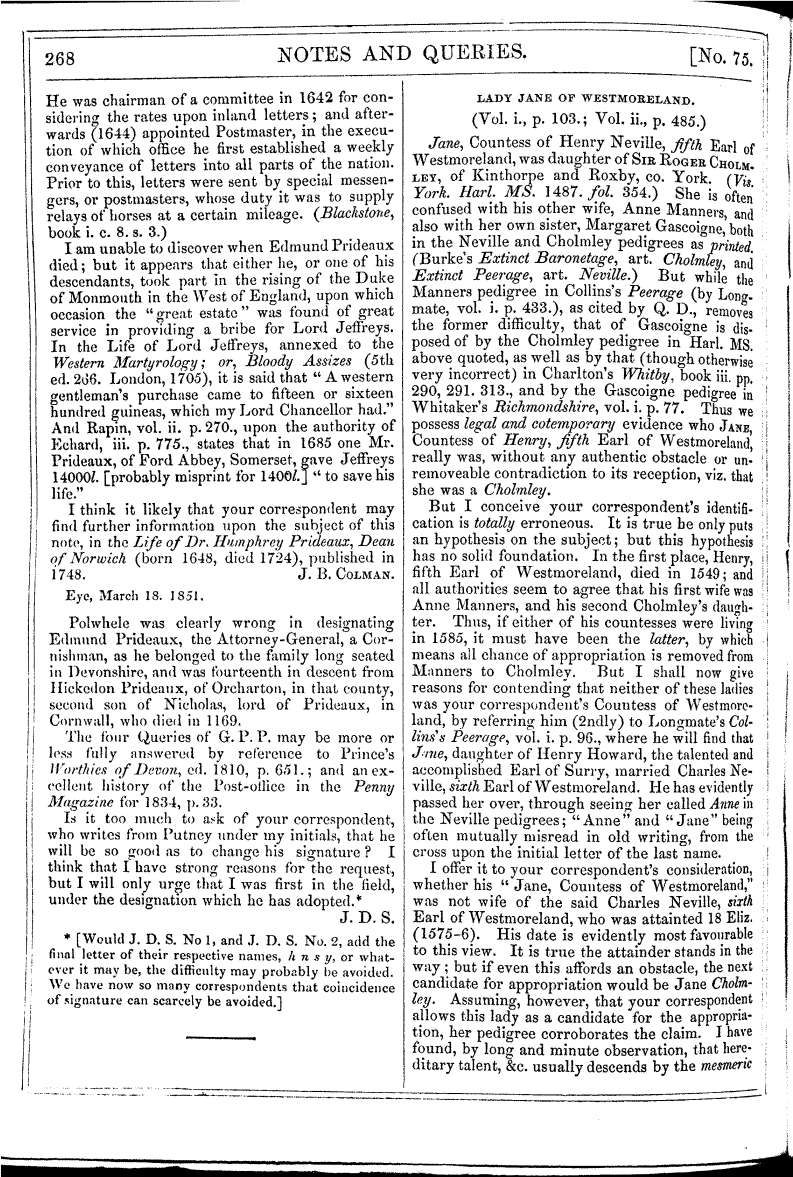 268 NOTES AND QUERIES. [No. 75.
He was chairman of a committee in 1642 for con-
sidering the rates upon inland letters; and after-
wards (1644) appointed Postmaster, in the execu-
tion of which office he first established a weekly
conveyance of letters into all parts of the nation.
Prior to this, letters were sent by special messen-
gers, or postmasters, whose duty it was to supply
relays of horses at a certain mileage. (Blackstone,
book i. c. 8. s. 3.)
I am unable to discover when Edmund Prideaux
died; but it appears that either he, or one of his
descendants, took part in the rising of the Duke
of Monmouth in the West of England, upon which
occasion the "great estate" was found of great
service in providing a bribe for Lord Jeffreys.
In the Life of Lord Jeffreys, annexed to the
Western Martyrology; or, Bloody Assizes (5th
ed. 266. London, 1705), it is said that "A western
gentleman's purchase came to fifteen or sixteen
hundred guineas, which my Lord Chancellor had."
And Rapin, vol. ii. p. 270., upon the authority of
Echard, iii. p. 775., states that in 1685 one Mr.
Prideaux, of Ford Abbey, Somerset, gave Jeffreys
14000l. [probably misprint for 1400l.] "to save his
life."
I think it likely that your correspondent may
find further information upon the subject of this
note, in the Life of Dr. Humphrey Prideaux, Dean
of Norwich (born 1648, died 1724), published in
1748. J. B. COLMAN.
Eye, March 18. 1851.
Polwhele was clearly wrong in designating
Edmund Prideaux, the Attorney-General, a Cor-
nishman, as he belonged to the family long seated
in Devonshire, and was fourteenth in descent from
Hickedon Prideaux, of Orcharton, in that county,
second son of Nicholas, lord of Prideaux, in
Cornwall, who died in 1169.
The four Queries of G. P. P. may be more or
less fully answered by reference to Prince's
Worthies of Devon, ed. 1810, p. 651.; and an ex-
cellent history of the Post-office in the Penny
Magazine for 1834, p. 33.
Is it too much to ask of your correspondent,
who writes from Putney under my initials, that he
will be so good as to change his signature? I
think that I have strong reasons for the request,
but I will only urge that I was first in the field,
under the designation which he has adopted.*
J. D. S.
* [Would J. D. S. No 1, and J. D. S. No. 2, add the
final letter of their respective names, h n s y, or what-
ever it may be, the difficulty may probably be avoided.
We have now so many correspondents that coincidence
of signature can scarcely be avoided.]
LADY JANE OF WESTMORELAND.
(Vol. i., p. 103.; Vol. ii., p. 485.)
Jane, Countess of Henry Neville, fifth Earl of
Westmoreland, was daughter of SIR ROGER CHOLM-
LEY, of Kinthorpe and Roxby, co. York. (Vis.
York. Harl. MS. 1487. fol. 354.) She is often
confused with his other wife, Anne Manners, and
also with her own sister, Margaret Gascoigne, both
in the Neville and Cholmley pedigrees as printed.
(Burke's Extinct Baronetage, art. Cholmley, and
Extinct Peerage, art. Neville.) But while the
Manners pedigree in Collins's Peerage (by Long-
mate, vol. i. p. 433.), as cited by Q. D., removes
the former difficulty, that of Gascoigne is dis-
posed of by the Cholmley pedigree in Harl. MS.
above quoted, as well as by that (though otherwise
very incorrect) in Charlton's Whitby, book iii. pp.
290, 291. 313., and by the Gascoigne pedigree in
Whitaker's Richmondshire, vol. i. p. 77. Thus we
possess legal and cotemporary evidence who JANE,
Countess of Henry, fifth Earl of Westmoreland,
really was, without any authentic obstacle or un-
removeable contradiction to its reception, viz. that
she was a Cholmley.
But I conceive your correspondent's identifi-
cation is totally erroneous. It is true he only puts
an hypothesis on the subject; but this hypothesis
has no solid foundation. In the first place, Henry,
fifth Earl of Westmoreland, died in 1549; and
all authorities seem to agree that his first wife was
Anne Manners, and his second Cholmley's daugh-
ter. Thus, if either of his countesses were living
in 1585, it must have been the latter, by which
means all chance of appropriation is removed from
Manners to Cholmley. But I shall now give
reasons for contending that neither of these ladies
was your correspondent's Countess of Westmore-
land, by referring him (2ndly) to Longmate's Col-
lins's Peerage, vol. i. p. 96., where he will find that
Jane, daughter of Henry Howard, the talented and
accomplished Earl of Surry, married Charles Ne-
ville, sixth Earl of Westmoreland. He has evidently
passed her over, through seeing her called Anne in
the Neville pedigrees; "Anne" and "Jane" being
often mutually misread in old writing, from the
cross upon the initial letter of the last name.
I offer it to your correspondent's consideration,
whether his "Jane, Countess of Westmoreland,"
was not wife of the said Charles Neville, sixth
Earl of Westmoreland, who was attainted 18 Eliz.
(1575-6). His date is evidently most favourable
to this view. It is true the attainder stands in the
way; but if even this affords an obstacle, the next
candidate for appropriation would be Jane Cholm-
ley. Assuming, however, that your correspondent
allows this lady as a candidate for the appropria-
tion, her pedigree corroborates the claim. I have
found, by long and minute observation, that here-
ditary talent, &c. usually descends by the mesmeric